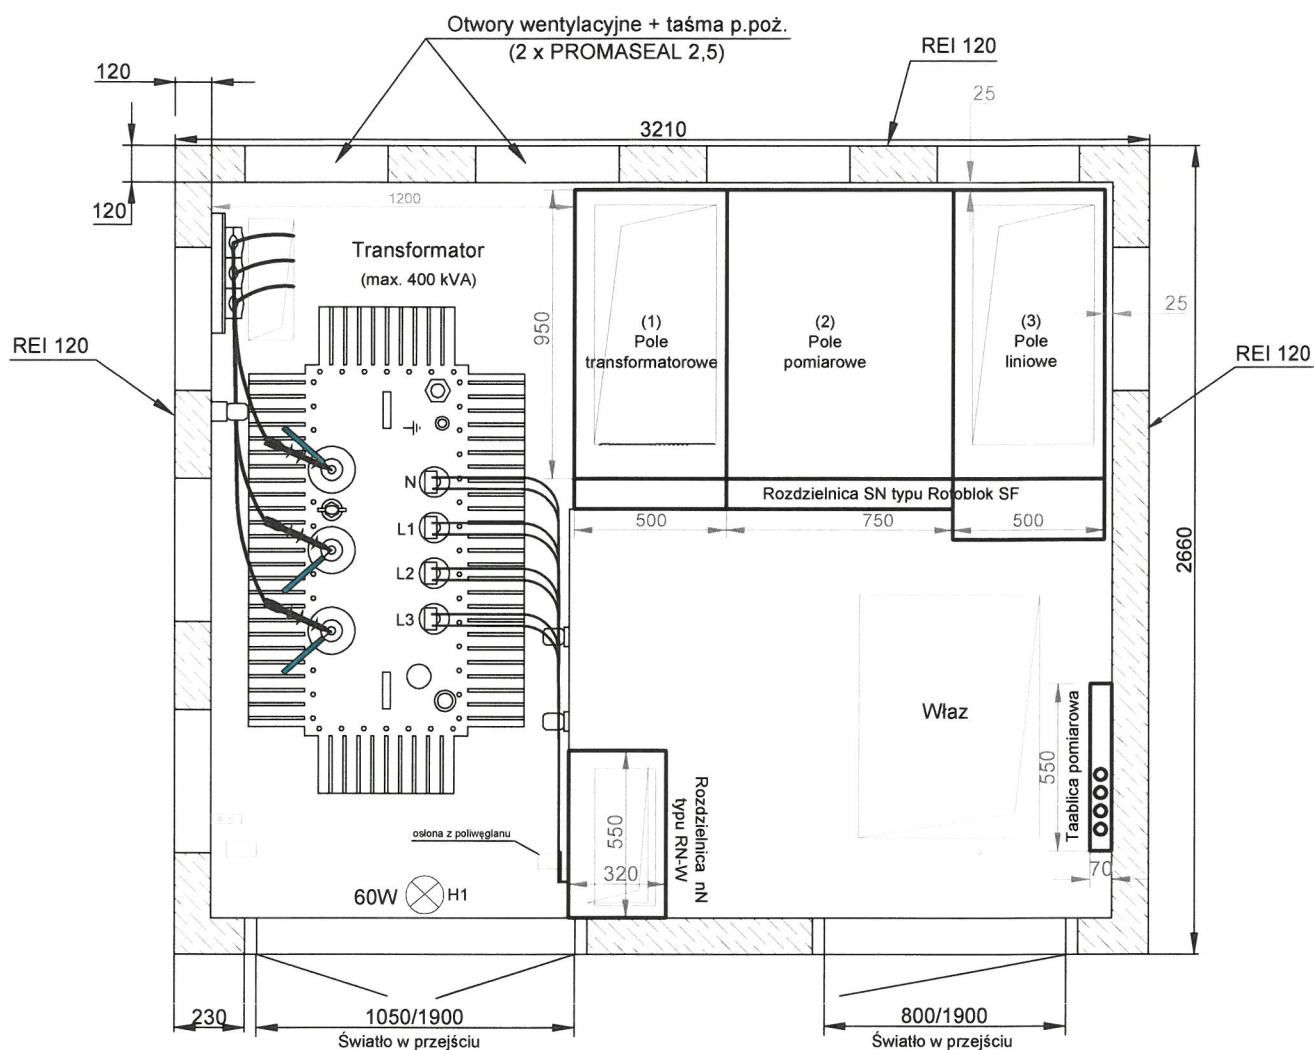 Otwory wentylacyjne + taśma p.poż.
(2 x PROMASEAL 2,5)
REI 120
120
25
3210
120
1200
Transformator
(max. 400 kVA)
950
(1)
Pole
transformatorowe
(2)
Pole
pomiarowe
(3)
Pole
liniowe
25
REI 120
REI 120
N
L1
L2
L3
Rozdzielnica SN typu Rotoblok SF
500
750
500
2660
Właz
550
Taablica pomiarowa
70
Rozdzielnica nN
typu RN-W
550
320
osłona z poliwęglanu
60W
H1
230
1050/1900
Światło w przejściu
800/1900
Światło w przejściu